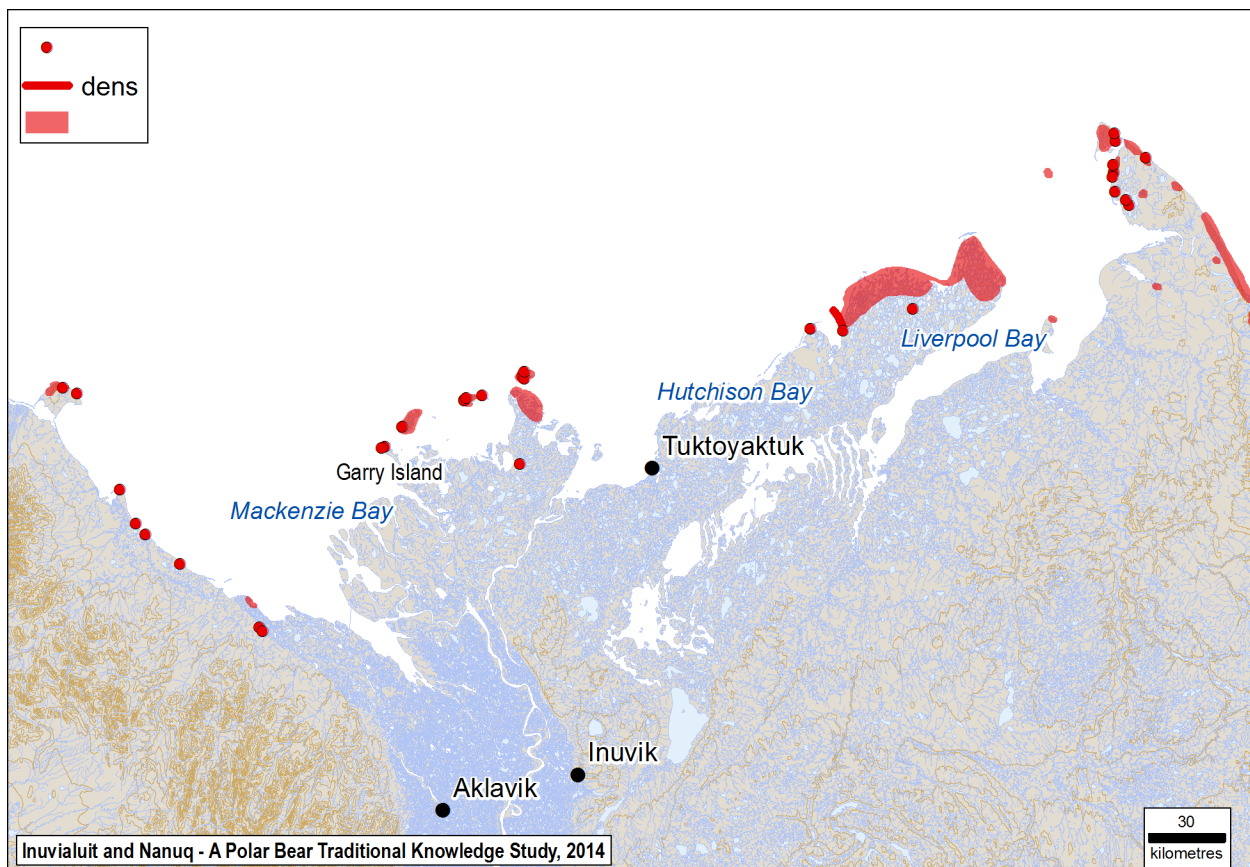 dens
Liverpool Bay
Hutchison Bay
Tuktoyaktuk
Garry Island
Mackenzie Bay
Inuvik
Aklavik
30
kilometres
Inuvialuit and Nanuq - A Polar Bear Traditional Knowledge Study, 2014